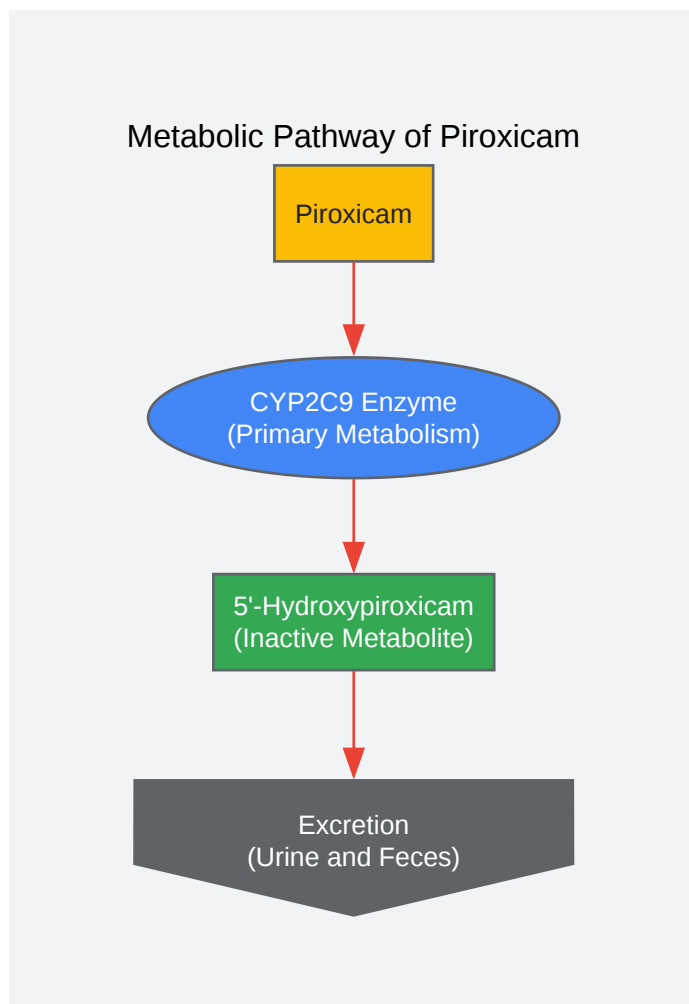 Metabolic Pathway of Piroxicam
Piroxicam
CYP2C9 Enzyme
(Primary Metabolism)
5'-Hydroxypiroxicam
(Inactive Metabolite)
Excretion
(Urine and Feces)